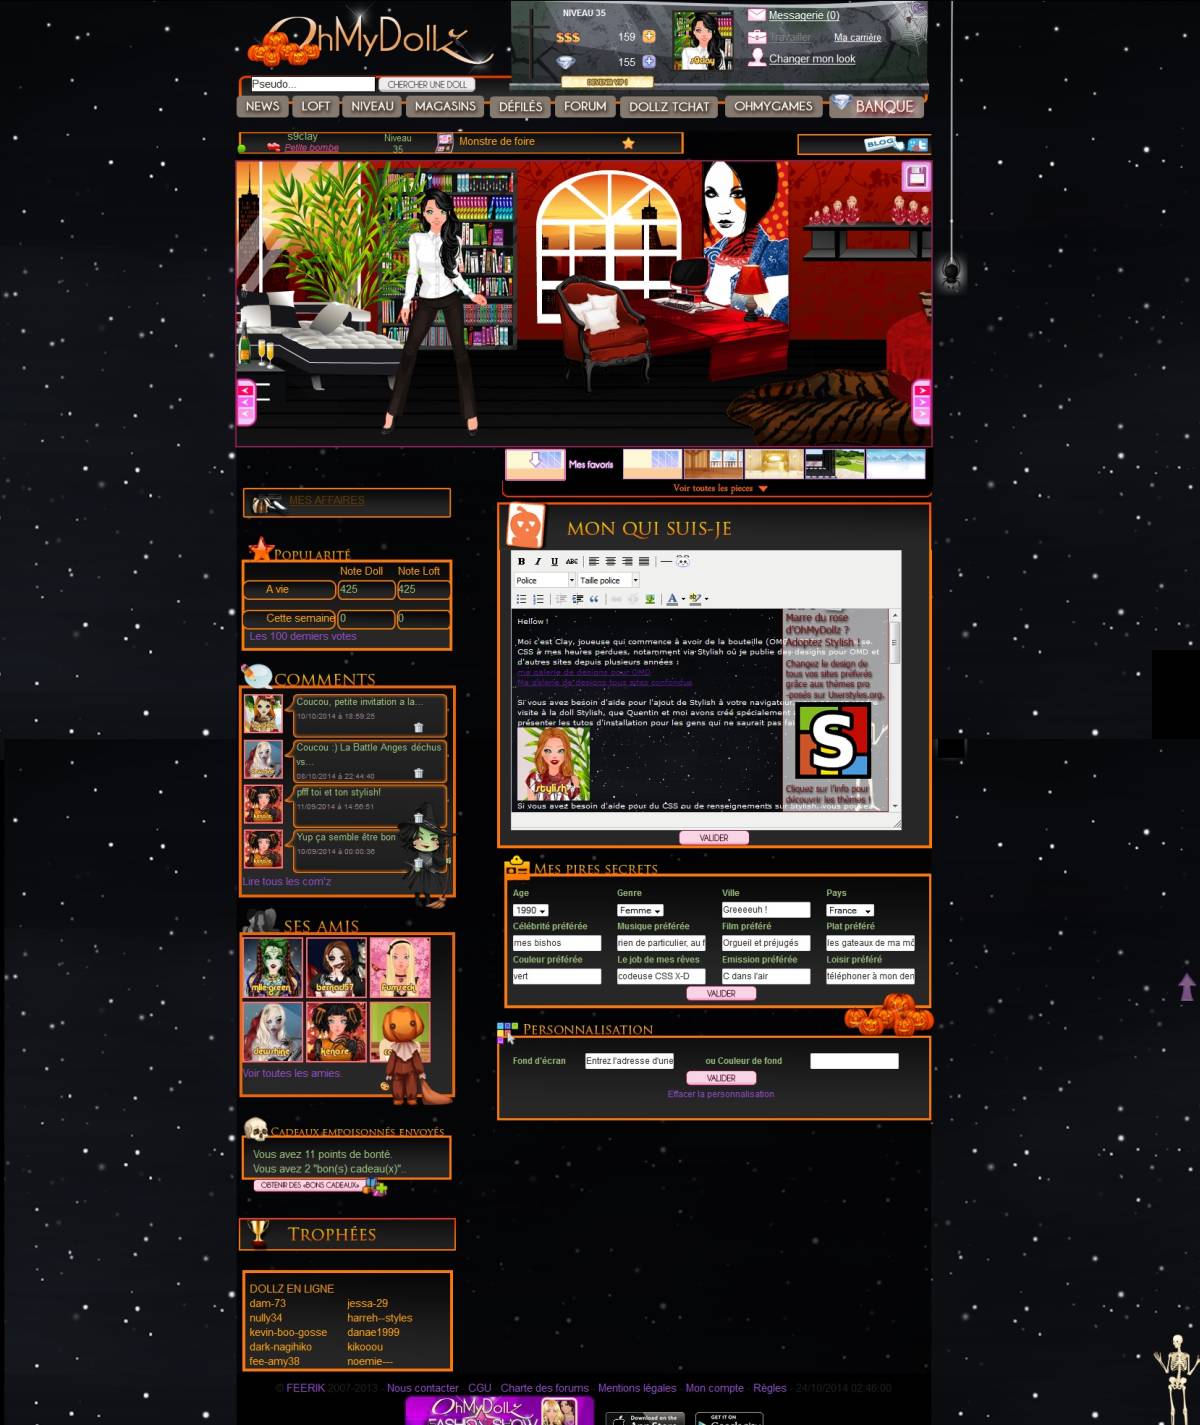 OhMyDollz
NIVEAU 35
$$$ 159
155
DEVENIR VIP !
s9clay
Messagerie (0)
Travailler Ma carrière
Changer mon look
Pseudo...
CHERCHER UNE DOLL
NEWS LOFT NIVEAU MAGASINS DÉFILÉS FORUM DOLLZ TCHAT OHMYGAMES BANQUE
s9clay
Petite bombe
Niveau
35
Monstre de foire
BLOG
Mes favoris
Voir toutes les pieces
MES AFFAIRES
POPULARITÉ
Note Doll Note Loft
A vie 425 425
Cette semaine 0 0
Les 100 derniers votes
COMMENTS
Coucou, petite invitation a la...
10/10/2014 à 18:59:25
Coucou :) La Battle Anges déchus
vs...
08/10/2014 à 22:44:40
pfff toi et ton stylish!
11/09/2014 à 14:56:51
Yup ça semble être bon
10/09/2014 à 00:00:36
Lire tous les com'z
SES AMIS
mlle-green bernad57
dewshine kenose
Voir toutes les amies.
CADEAUX EMPOISONNÉS ENVOYÉS
Vous avez 11 points de bonté.
Vous avez 2 "bon(s) cadeau(x)"..
OBTENIR DES «BONS CADEAUX»
TROPHÉES
DOLLZ EN LIGNE
dam-73 jessa-29
nully34 harreh--styles
kevin-boo-gosse danae1999
dark-nagihiko kikooou
fee-amy38 noemie---
MON QUI SUIS-JE
B I U ABC
Police Taille police
Hellow !
Moi c'est Clay, joueuse qui commence à avoir de la bouteille (OM
CSS à mes heures perdues, notamment via Stylish où je publie des designs pour OMD et
d'autres sites depuis plusieurs années :
ma galerie de designs pour OMD
Ma galerie de designs tous sites confondus
Si vous avez besoin d'aide pour l'ajout de Stylish à votre navigateur,
visite à la doll Stylish, que Quentin et moi avons créé spécialement
présenter les tutos d'installation pour les gens qui ne saurait pas
stylish
Si vous avez besoin d'aide pour du CSS ou de renseignements sur Stylish, vous pouvez
Marre du rose
d'OhMyDollz ?
Adoptez Stylish !
Changez le design de
tous vos sites préférés
grâce aux thèmes pro
-posés sur Userstyles.org.
S
Cliquez sur l'info pour
découvrir les thèmes !
VALIDER
MES PIRES SECRETS
Age Genre Ville Pays
1990 Femme Greeeeuh ! France
Célébrité préférée Musique préférée Film préféré Plat préféré
mes bishos rien de particulier, au f Orgueil et préjugés les gateaux de ma mè
Couleur préférée Le job de mes rêves Emission préférée Loisir préféré
vert codeuse CSS X-D C dans l'air téléphoner à mon
VALIDER
PERSONNALISATION
Fond d'écran Entrez l'adresse d'une ou Couleur de fond
VALIDER
Effacer la personnalisation
© FEERIK 2007-2013 - Nous contacter - CGU - Charte des forums - Mentions légales - Mon compte - Règles - 24/10/2014 02:46:00
OhMyDollz
FASHION SHOW
Download on the
GET IT ON